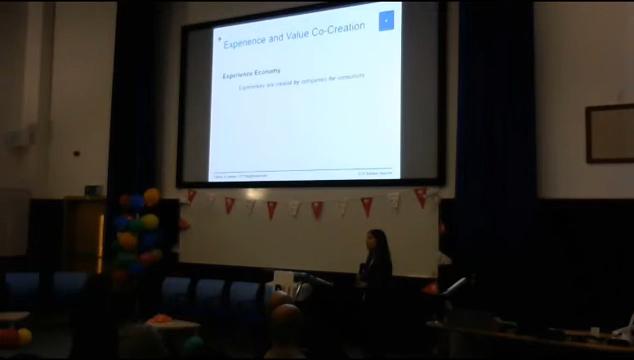 Experience and Value Co-Creation
Experience Economy
Experiences are created by companies for consumers